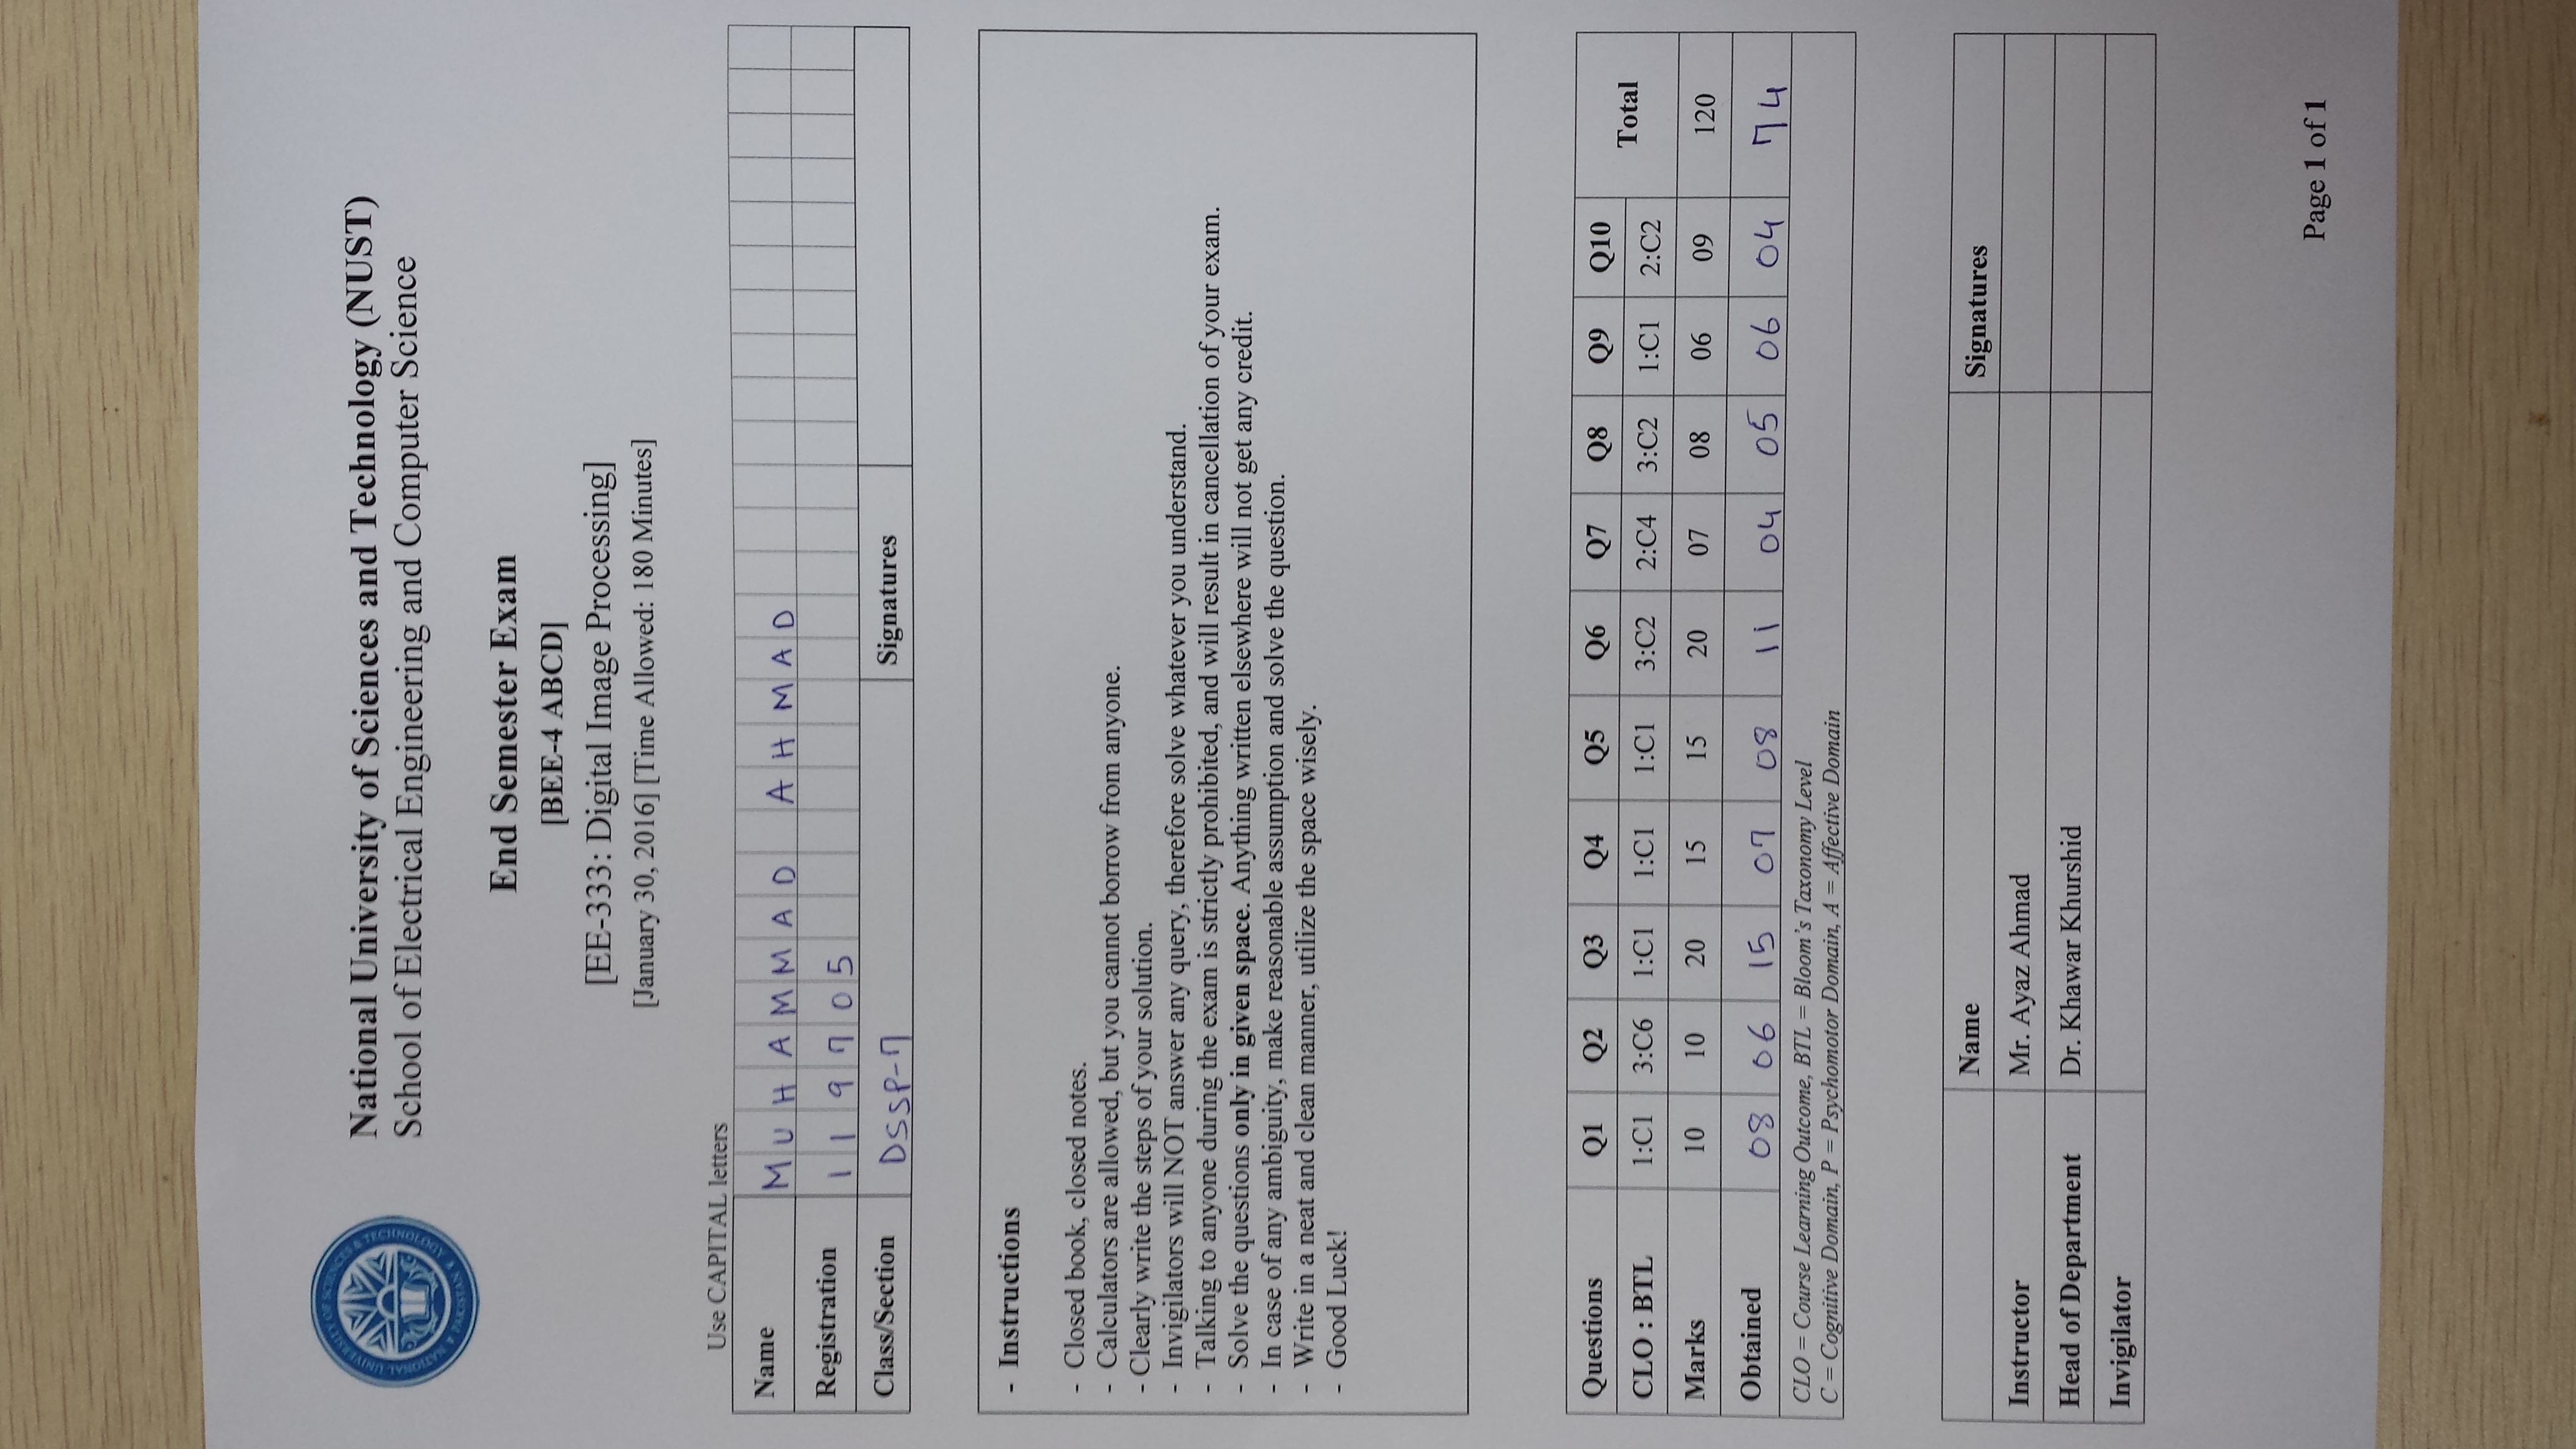 NATIONAL UNIVERSITY OF SCIENCES & TECHNOLOGY
PAKISTAN
National University of Sciences and Technology (NUST)
School of Electrical Engineering and Computer Science
End Semester Exam
[BEE-4 ABCD]
[EE-333: Digital Image Processing]
[January 30, 2016] [Time Allowed: 180 Minutes]
Use CAPITAL letters
Name MUHAMMAD AHMAD
Registration 119705
Class/Section DSSP-7 Signatures
- Instructions
- Closed book, closed notes.
- Calculators are allowed, but you cannot borrow from anyone.
- Clearly write the steps of your solution.
- Invigilators will NOT answer any query, therefore solve whatever you understand.
- Talking to anyone during the exam is strictly prohibited, and will result in cancellation of your exam.
- Solve the questions only in given space. Anything written elsewhere will not get any credit.
- In case of any ambiguity, make reasonable assumption and solve the question.
- Write in a neat and clean manner, utilize the space wisely.
- Good Luck!
Questions Q1 Q2 Q3 Q4 Q5 Q6 Q7 Q8 Q9 Q10 Total
CLO : BTL 1:C1 3:C6 1:C1 1:C1 1:C1 3:C2 2:C4 3:C2 1:C1 2:C2
Marks 10 10 20 15 15 20 07 08 06 09 120
Obtained 08 06 15 07 08 11 04 05 06 04 74
CLO = Course Learning Outcome, BTL = Bloom's Taxonomy Level
C = Cognitive Domain, P = Psychomotor Domain, A = Affective Domain
Name Signatures
Instructor Mr. Ayaz Ahmad
Head of Department Dr. Khawar Khurshid
Invigilator
Page 1 of 1